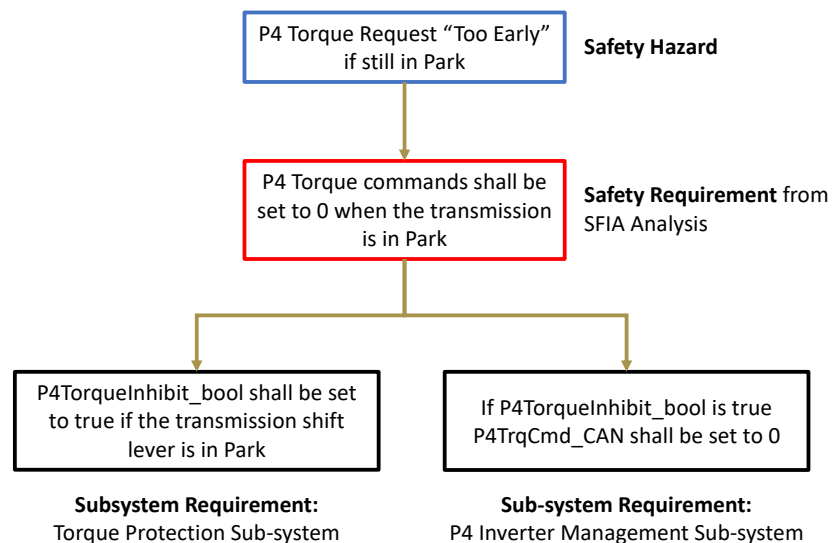 P4 Torque Request “Too Early”
if still in Park
Safety Hazard
P4 Torque commands shall be
set to 0 when the transmission
is in Park
Safety Requirement from
SFIA Analysis
P4TorqueInhibit_bool shall be set
to true if the transmission shift
lever is in Park
If P4TorqueInhibit_bool is true
P4TrqCmd_CAN shall be set to 0
Subsystem Requirement:
Torque Protection Sub-system
Sub-system Requirement:
P4 Inverter Management Sub-system